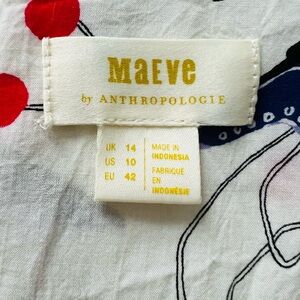 Maeve
by ANTHROPOLOGIE
UK 14
US 10
EU 42
MADE IN
INDONESIA
FABRIQUÉ
EN
INDONÉSIE